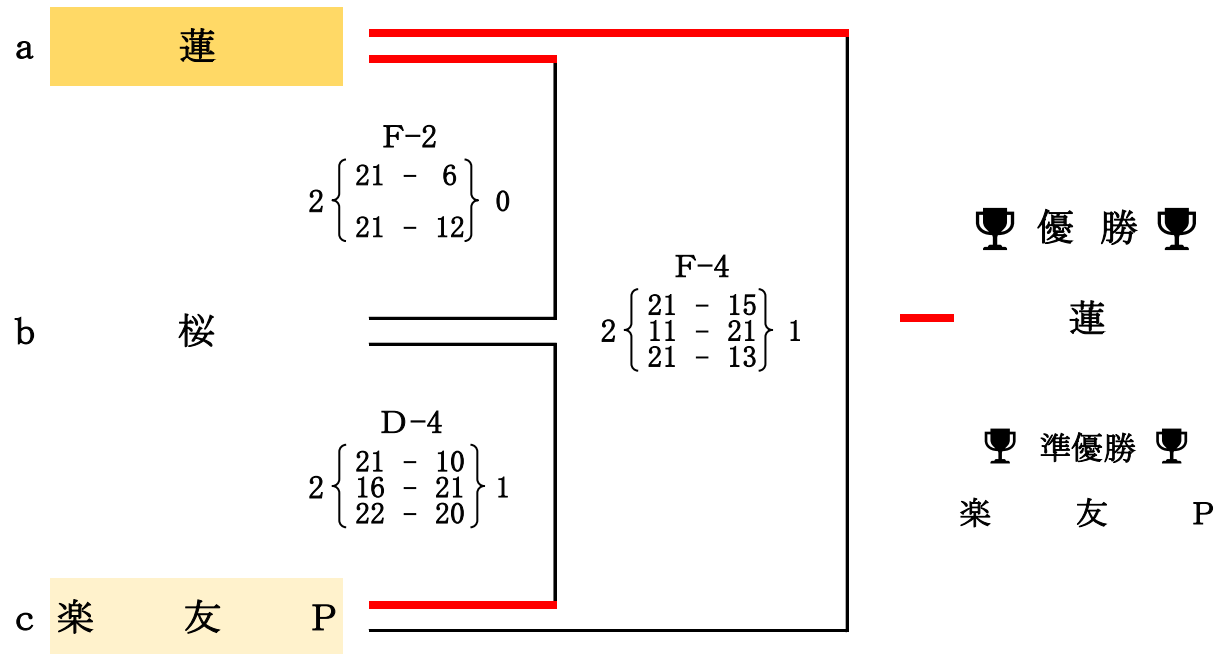 a 蓮
F-2
2 { 21 - 6 } 0
21 - 12
b 桜
D-4
2 { 21 - 10 } 1
16 - 21
22 - 20
c 楽 友 P
F-4
2 { 21 - 15 } 1
11 - 21
21 - 13
優 勝
蓮
準優勝
楽 友 P